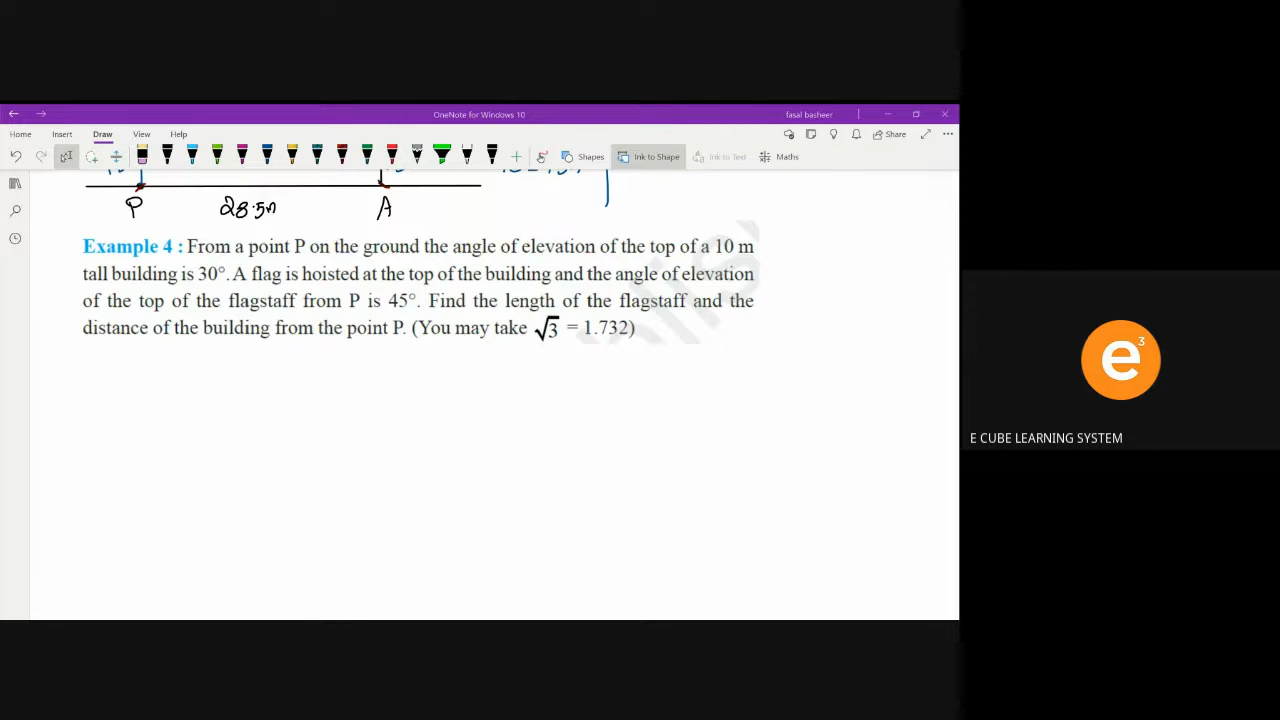 OneNote for Windows 10
fasal basheer
Home Insert Draw View Help
Share
Shapes Ink to Shape Ink to Text Maths
P 28.5m A
Example 4 : From a point P on the ground the angle of elevation of the top of a 10 m
tall building is 30°. A flag is hoisted at the top of the building and the angle of elevation
of the top of the flagstaff from P is 45°. Find the length of the flagstaff and the
distance of the building from the point P. (You may take √3 = 1.732)
e3
E CUBE LEARNING SYSTEM